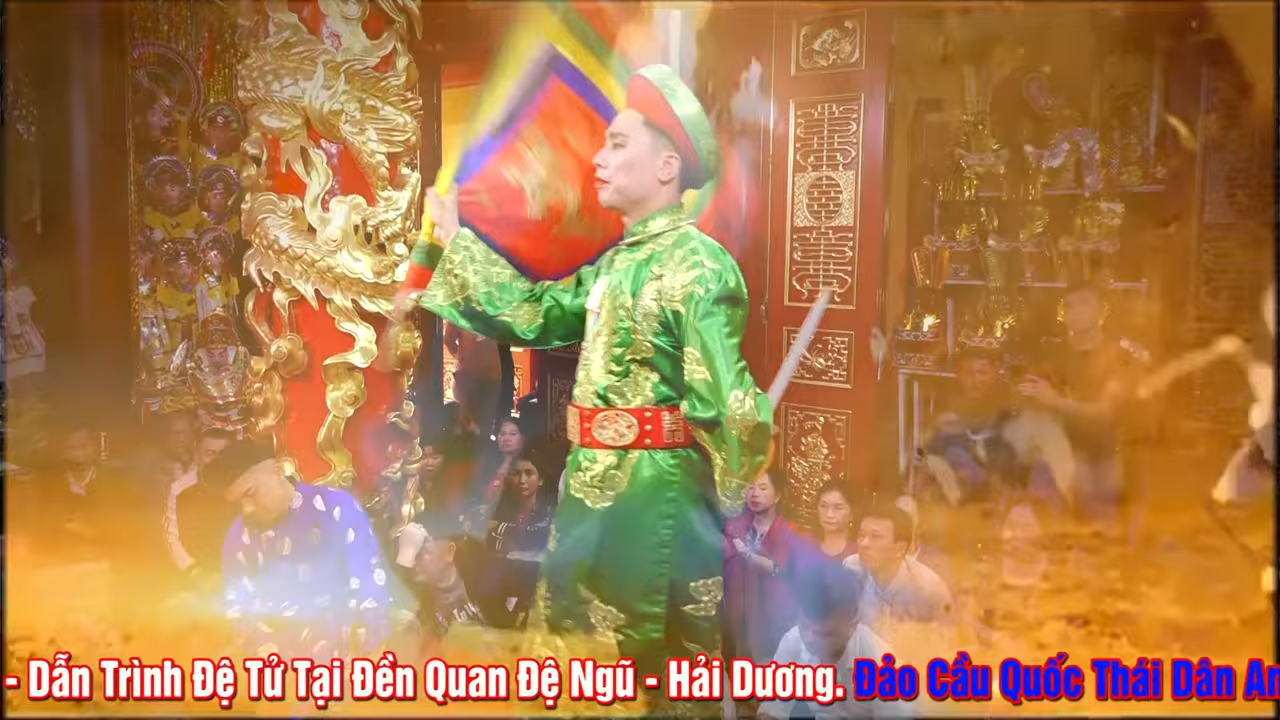 - Dẫn Trình Đệ Tử Tại Đền Quan Đệ Ngũ - Hải Dương. Đảo Cầu Quốc Thái Dân An